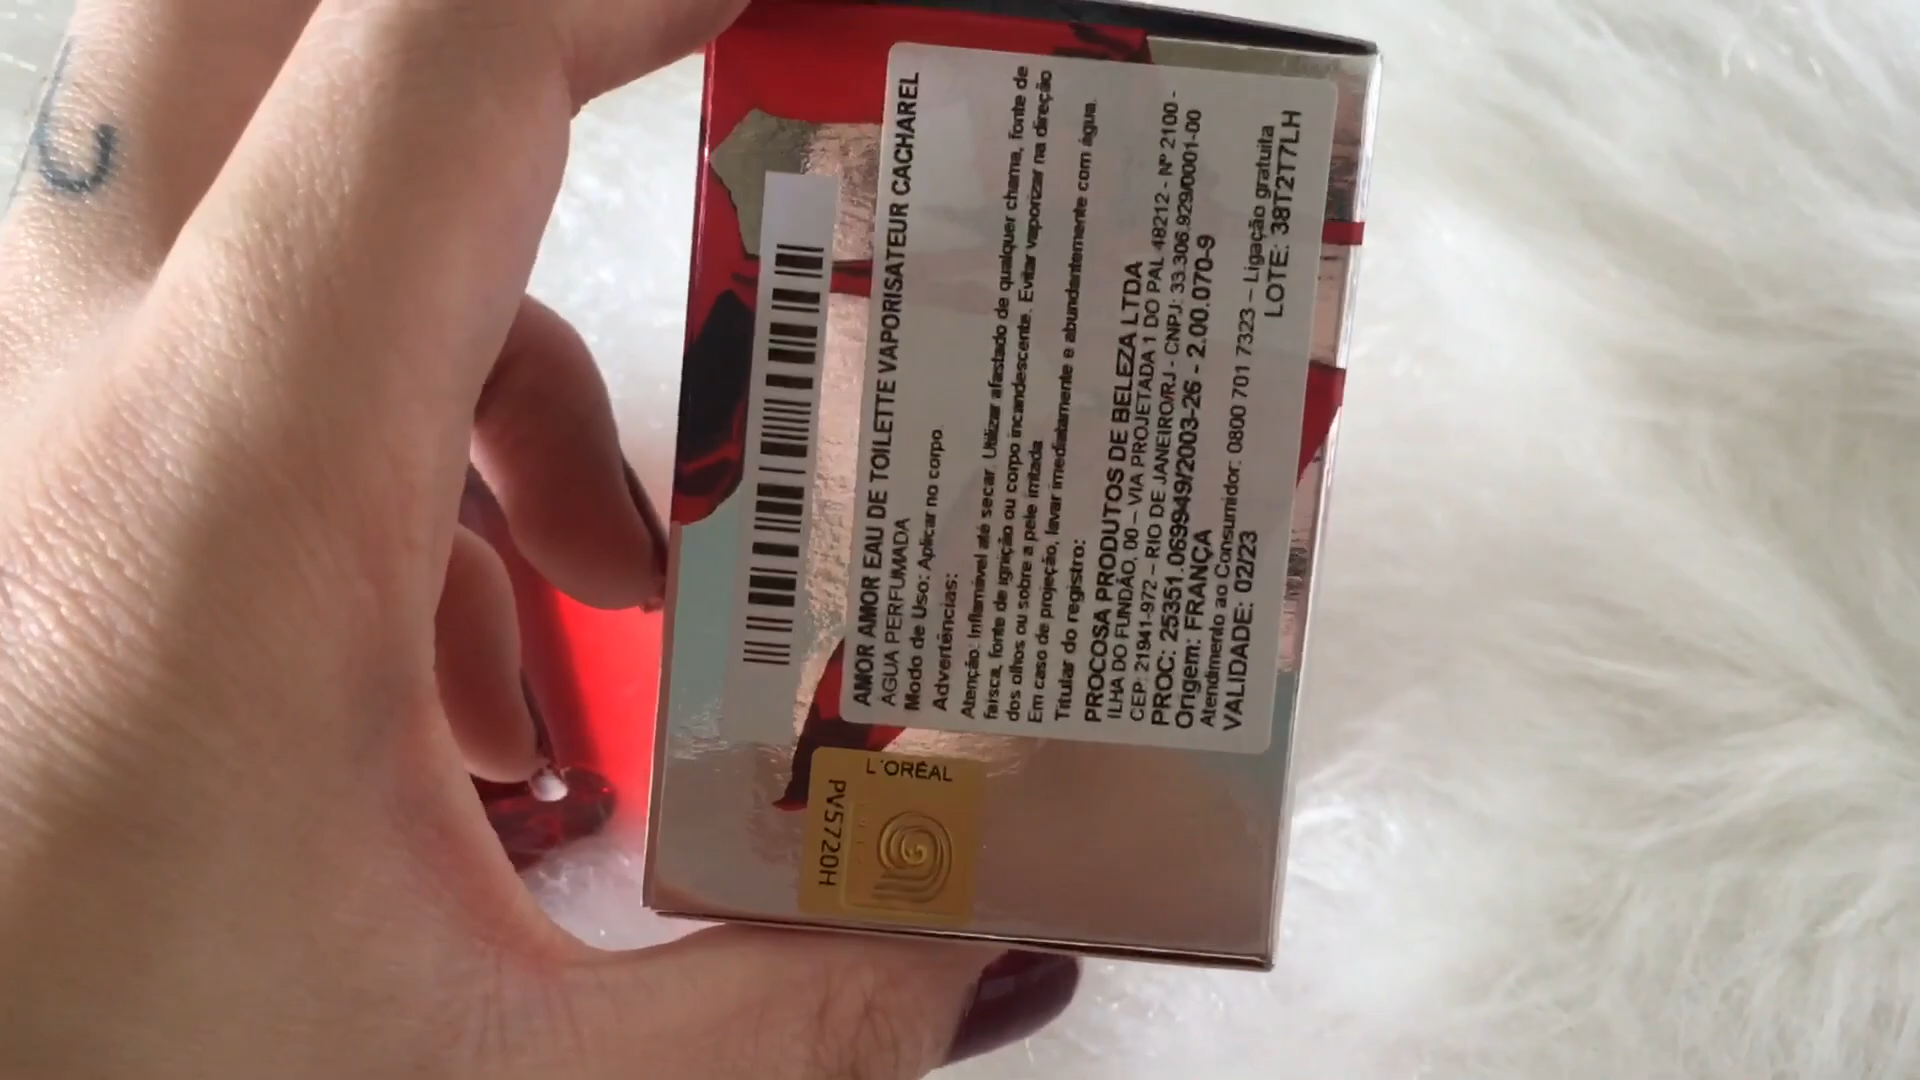 AMOR AMOR EAU DE TOILETTE VAPORISATEUR CACHAREL
AGUA PERFUMADA
Modo de Uso: Aplicar no corpo.
Advertências:
Atenção: Inflamável até secar. Utilizar afastado de qualquer chama, fonte de
faísca, fonte de ignição ou corpo incandescente. Evitar vaporizar na direção
dos olhos ou sobre a pele irritada
Em caso de projeção, lavar imediatamente e abundantemente com água.
Titular do registro:
PROCOSA PRODUTOS DE BELEZA LTDA
ILHA DO FUNDÃO, 00 – VIA PROJETADA 1 DO PAL 48212 - Nº 2100 -
CEP: 21941-972 – RIO DE JANEIRO/RJ - CNPJ: 33.306.929/0001-00
PROC: 25351.069949/2003-26 - 2.00.070-9
Origem: FRANÇA
Atendimento ao Consumidor: 0800 701 7323 – Ligação gratuita
VALIDADE: 02/23 LOTE: 38T2T7LH
L'ORÉAL
PV5720H